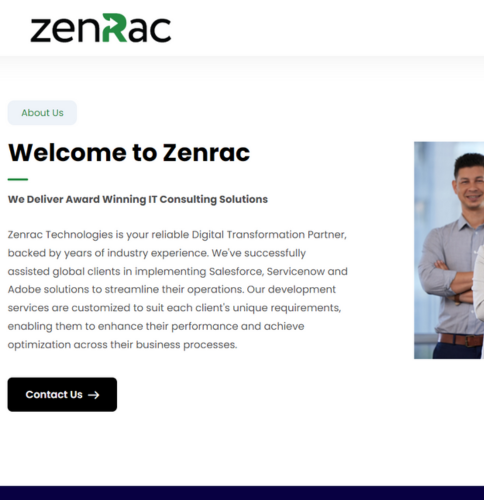 zenRac
About Us
Welcome to Zenrac
We Deliver Award Winning IT Consulting Solutions
Zenrac Technologies is your reliable Digital Transformation Partner,
backed by years of industry experience. We've successfully
assisted global clients in implementing Salesforce, Servicenow and
Adobe solutions to streamline their operations. Our development
services are customized to suit each client's unique requirements,
enabling them to enhance their performance and achieve
optimization across their business processes.
Contact Us →